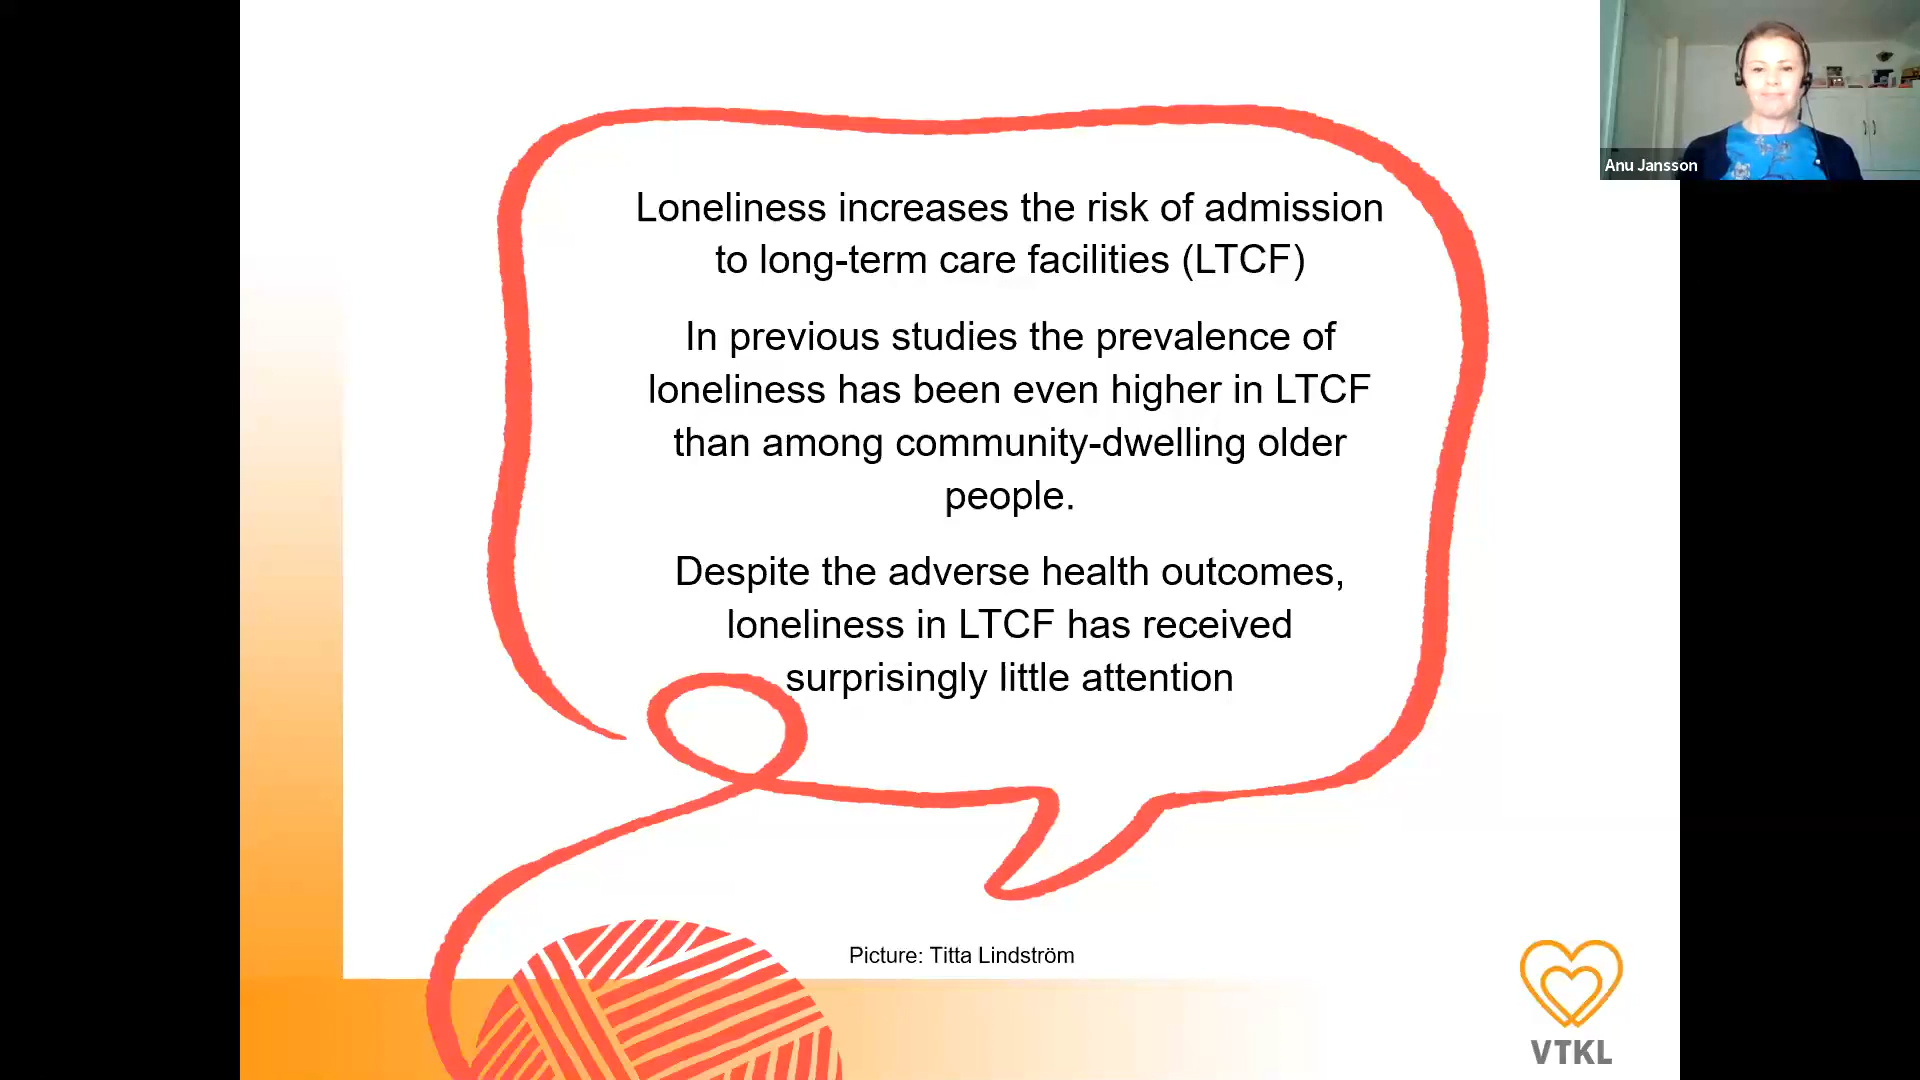 Anu Jansson
Loneliness increases the risk of admission
to long-term care facilities (LTCF)
In previous studies the prevalence of
loneliness has been even higher in LTCF
than among community-dwelling older
people.
Despite the adverse health outcomes,
loneliness in LTCF has received
surprisingly little attention
Picture: Titta Lindström
VTKL